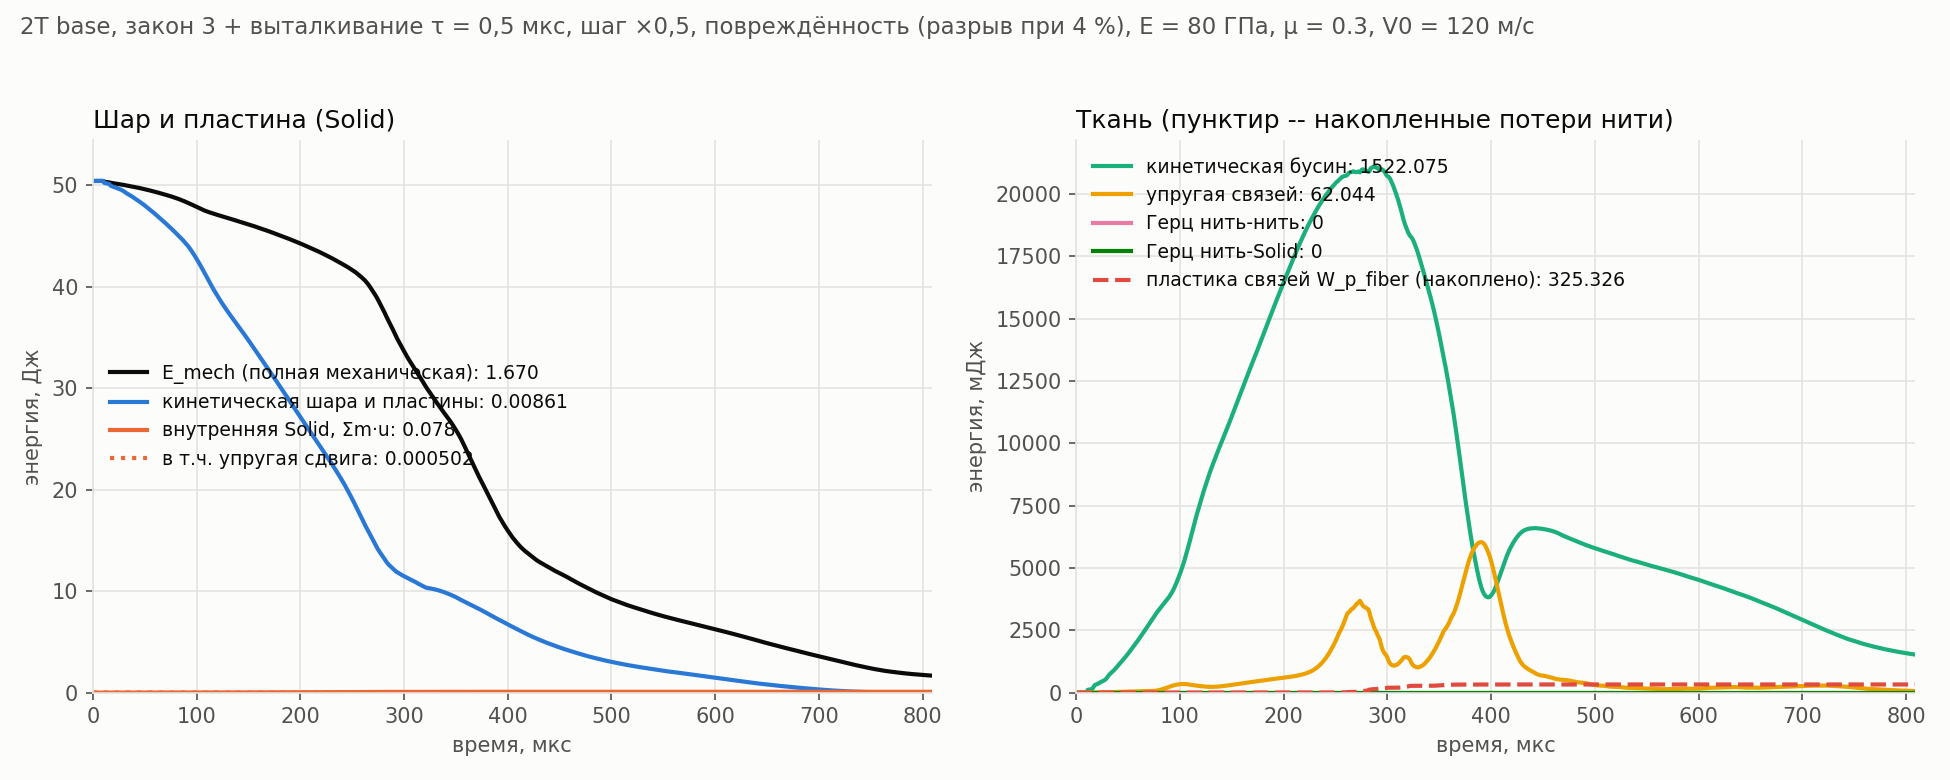 2T base, закон 3 + выталкивание τ = 0,5 мкс, шаг ×0,5, повреждённость (разрыв при 4 %), E = 80 ГПа, μ = 0.3, V0 = 120 м/с
Шар и пластина (Solid)
энергия, Дж
50
40
30
20
10
0
E_mech (полная механическая): 1.670
кинетическая шара и пластины: 0.00861
внутренняя Solid, Σm·u: 0.078
в т.ч. упругая сдвига: 0.000502
0 100 200 300 400 500 600 700 800
время, мкс
Ткань (пунктир -- накопленные потери нити)
энергия, мДж
20000
17500
15000
12500
10000
7500
5000
2500
0
кинетическая бусин: 1522.075
упругая связей: 62.044
Герц нить-нить: 0
Герц нить-Solid: 0
пластика связей W_p_fiber (накоплено): 325.326
0 100 200 300 400 500 600 700 800
время, мкс